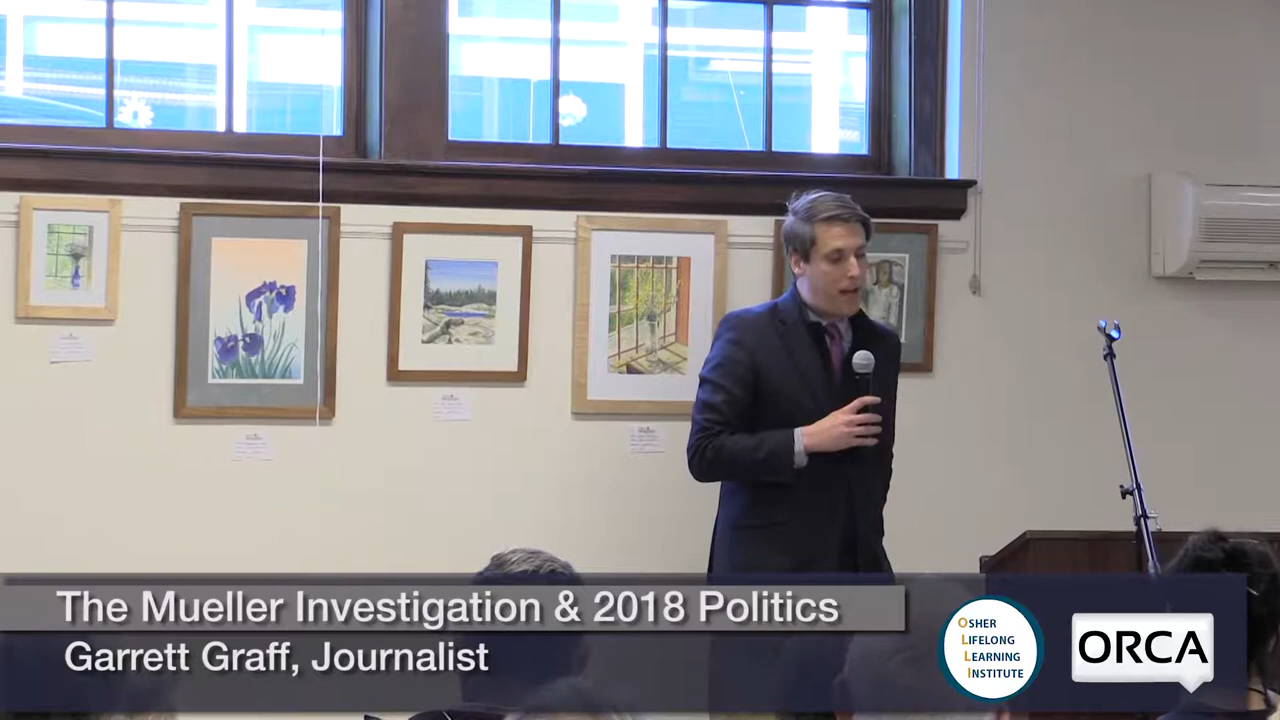 The Mueller Investigation & 2018 Politics
Garrett Graff, Journalist
OSHER
LIFELONG
LEARNING
INSTITUTE
ORCA